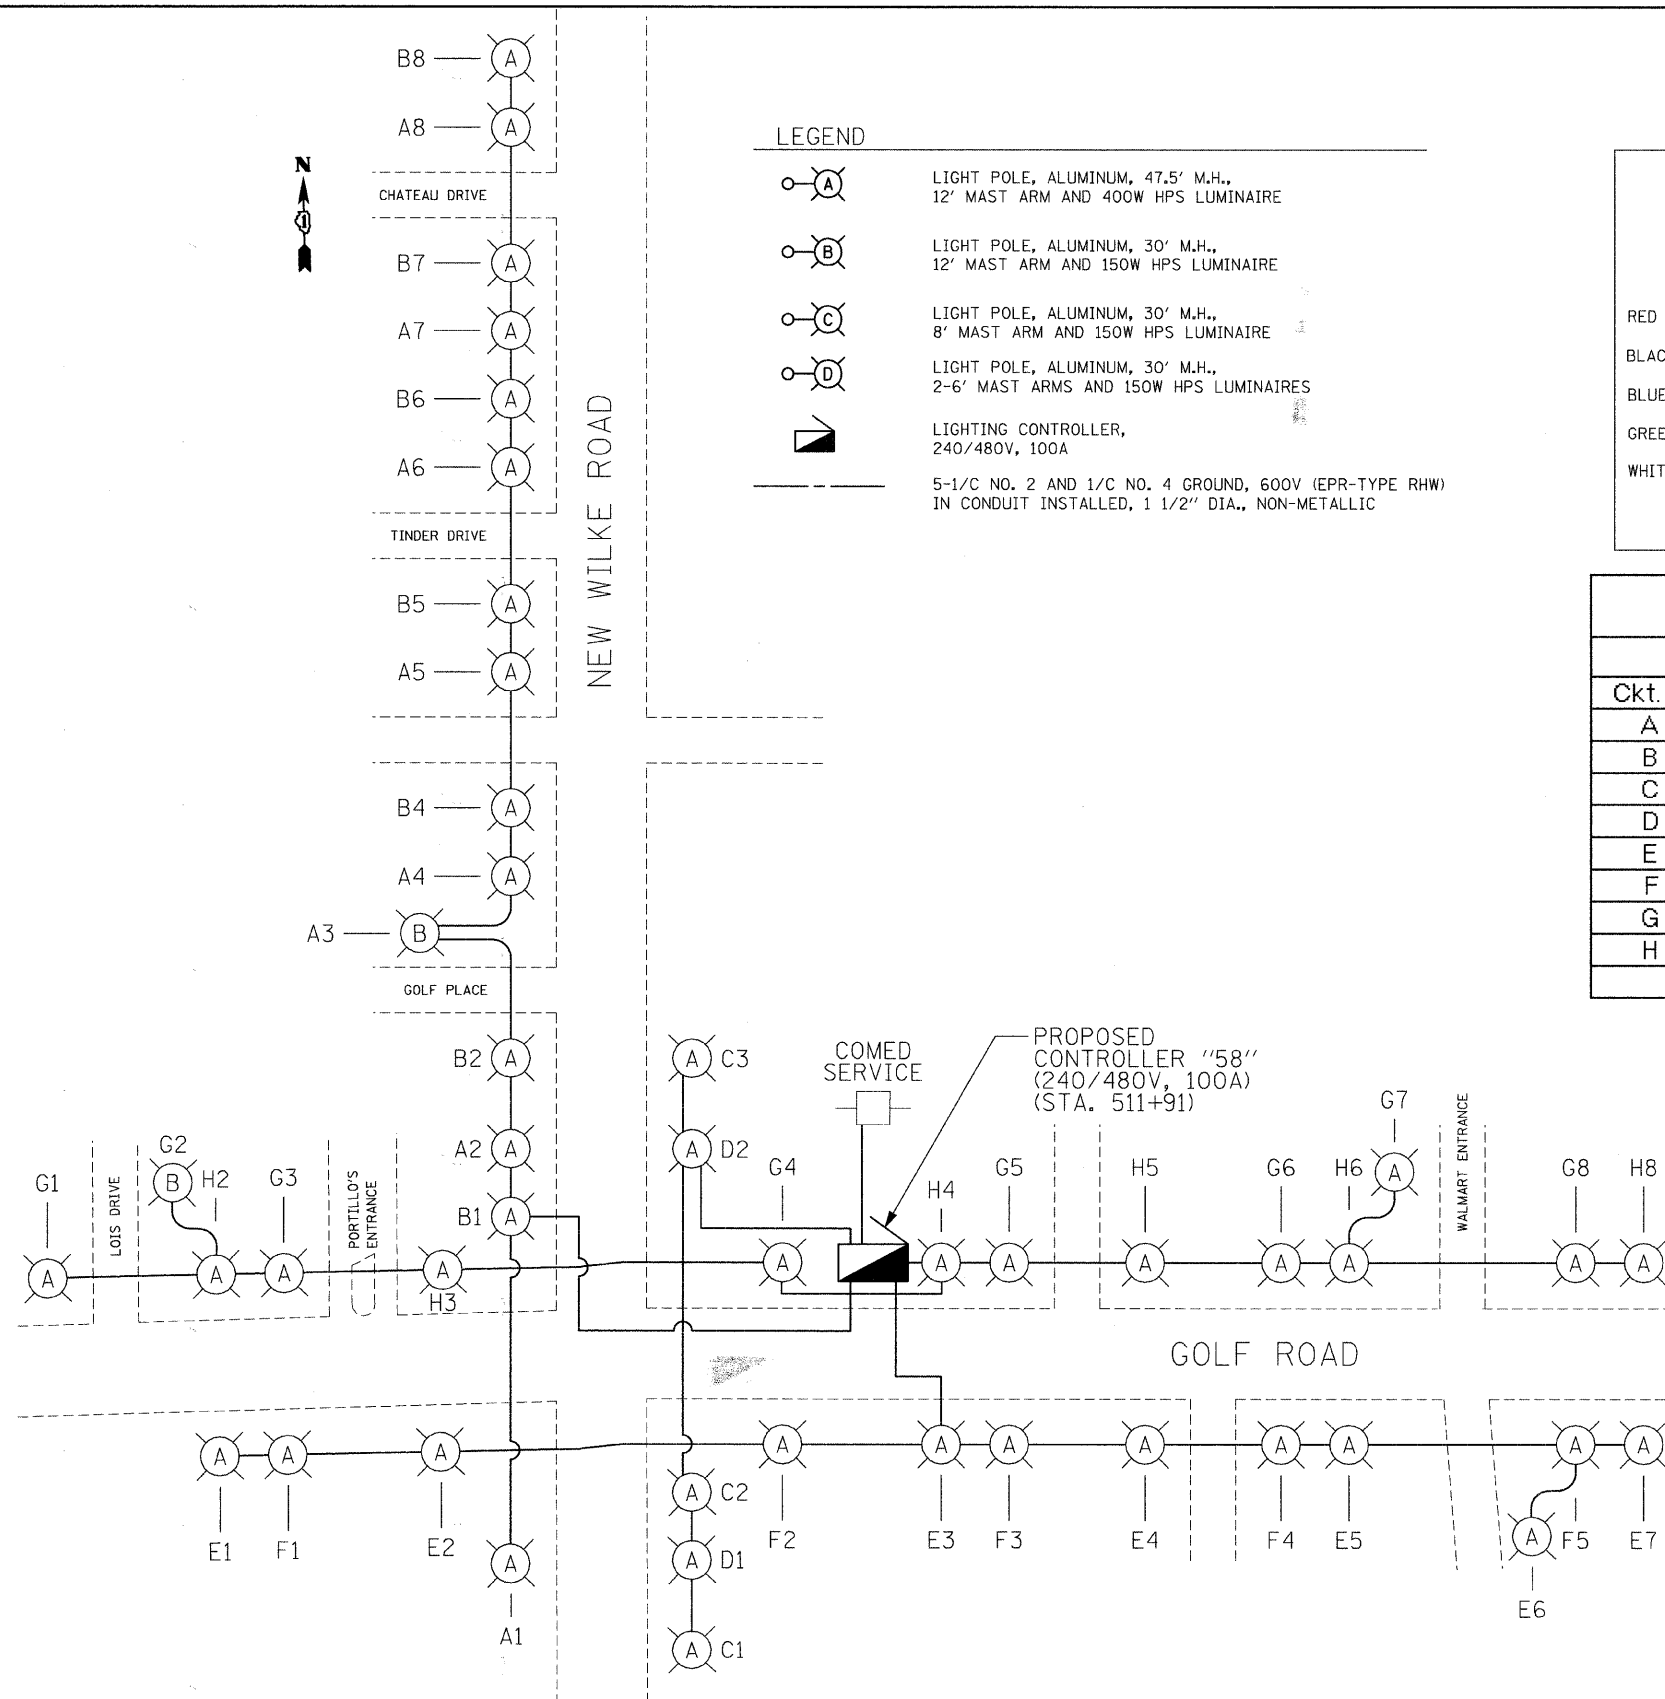 B8
A
A8
A
N
CHATEAU DRIVE
B7
A
A7
A
B6
A
A6
A
TINDER DRIVE
B5
A
A5
A
NEW WILKE ROAD
B4
A
A4
A
A3
B
GOLF PLACE
LEGEND
A
LIGHT POLE, ALUMINUM, 47.5' M.H.,
12' MAST ARM AND 400W HPS LUMINAIRE
B
LIGHT POLE, ALUMINUM, 30' M.H.,
12' MAST ARM AND 150W HPS LUMINAIRE
C
LIGHT POLE, ALUMINUM, 30' M.H.,
8' MAST ARM AND 150W HPS LUMINAIRE
D
LIGHT POLE, ALUMINUM, 30' M.H.,
2-6' MAST ARMS AND 150W HPS LUMINAIRES
LIGHTING CONTROLLER,
240/480V, 100A
5-1/C NO. 2 AND 1/C NO. 4 GROUND, 600V (EPR-TYPE RHW)
IN CONDUIT INSTALLED, 1 1/2" DIA., NON-METALLIC
RED
BLAC
BLUE
GREE
WHIT
Ckt.
A
B
C
D
E
F
G
H
B2
A
A2
A
B1
A
A
C3
A
D2
COMED
SERVICE
PROPOSED
CONTROLLER "58"
(240/480V, 100A)
(STA. 511+91)
G1
LOIS DRIVE
G2
B
H2
G3
PORTILLO'S
ENTRANCE
G4
H4
G5
H5
G6
H6
G7
A
WALMART ENTRANCE
G8
H8
A
A
A
A
H3
A
A
A
A
A
A
A
A
GOLF ROAD
A
A
A
A
A
A
A
A
A
A
A
E1
F1
E2
F2
E3
F3
E4
F4
E5
F5
E7
A
E6
A
A1
A
C2
A
D1
A
C1